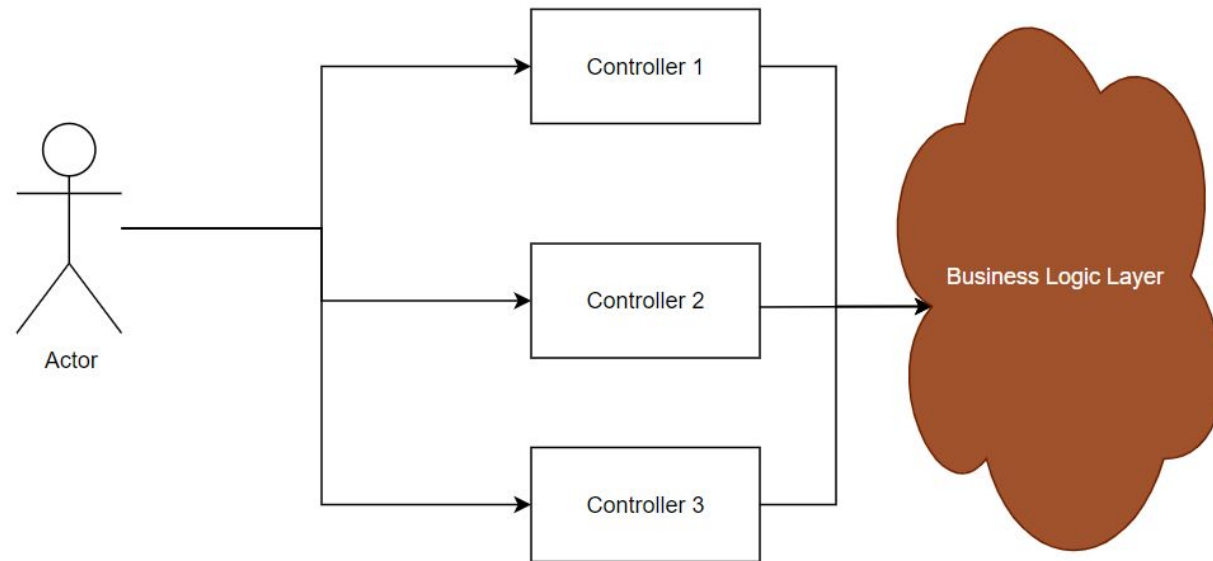 Controller 1
Controller 2
Controller 3
Business Logic Layer
Actor